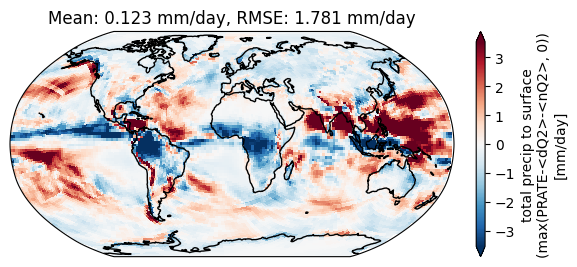 Mean: 0.123 mm/day, RMSE: 1.781 mm/day
3
2
1
0
−1
−2
−3
total precip to surface
(max(PRATE-<dQ2>-<nQ2>, 0))
[mm/day]